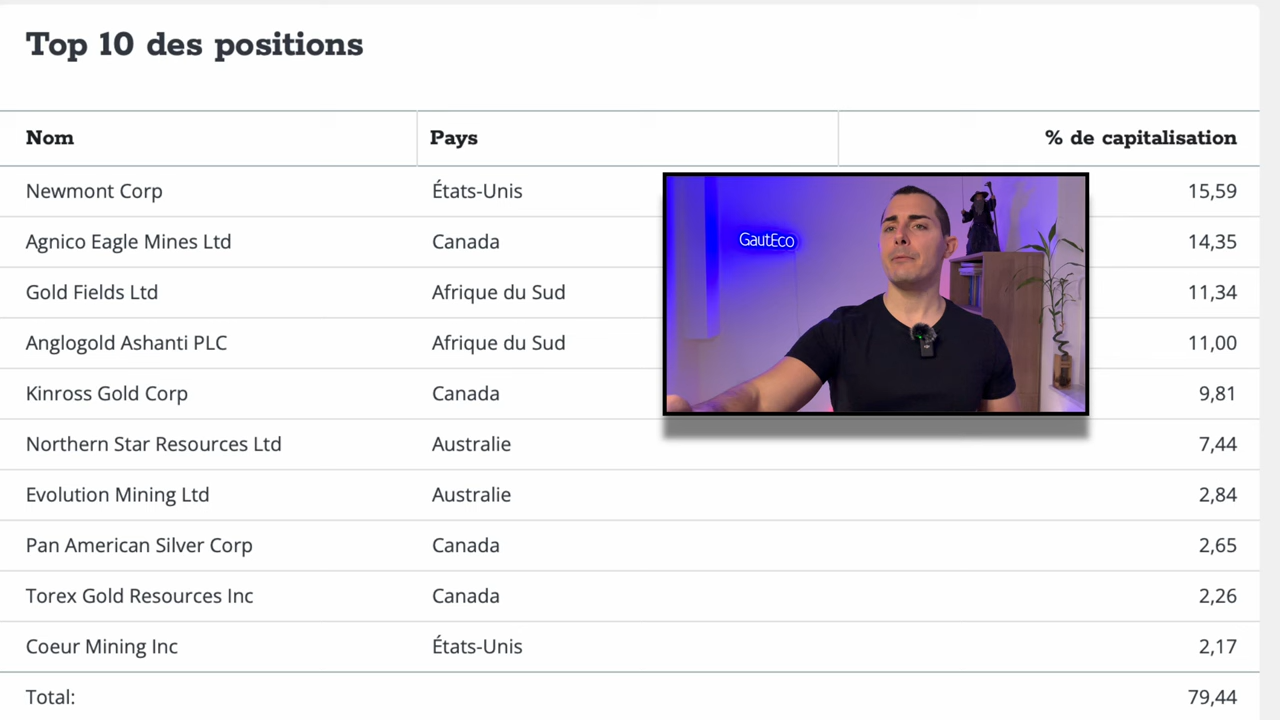 Top 10 des positions
Nom Pays % de capitalisation
Newmont Corp États-Unis 15,59
Agnico Eagle Mines Ltd Canada 14,35
GautEco
Gold Fields Ltd Afrique du Sud 11,34
Anglogold Ashanti PLC Afrique du Sud 11,00
Kinross Gold Corp Canada 9,81
Northern Star Resources Ltd Australie 7,44
Evolution Mining Ltd Australie 2,84
Pan American Silver Corp Canada 2,65
Torex Gold Resources Inc Canada 2,26
Coeur Mining Inc États-Unis 2,17
Total: 79,44